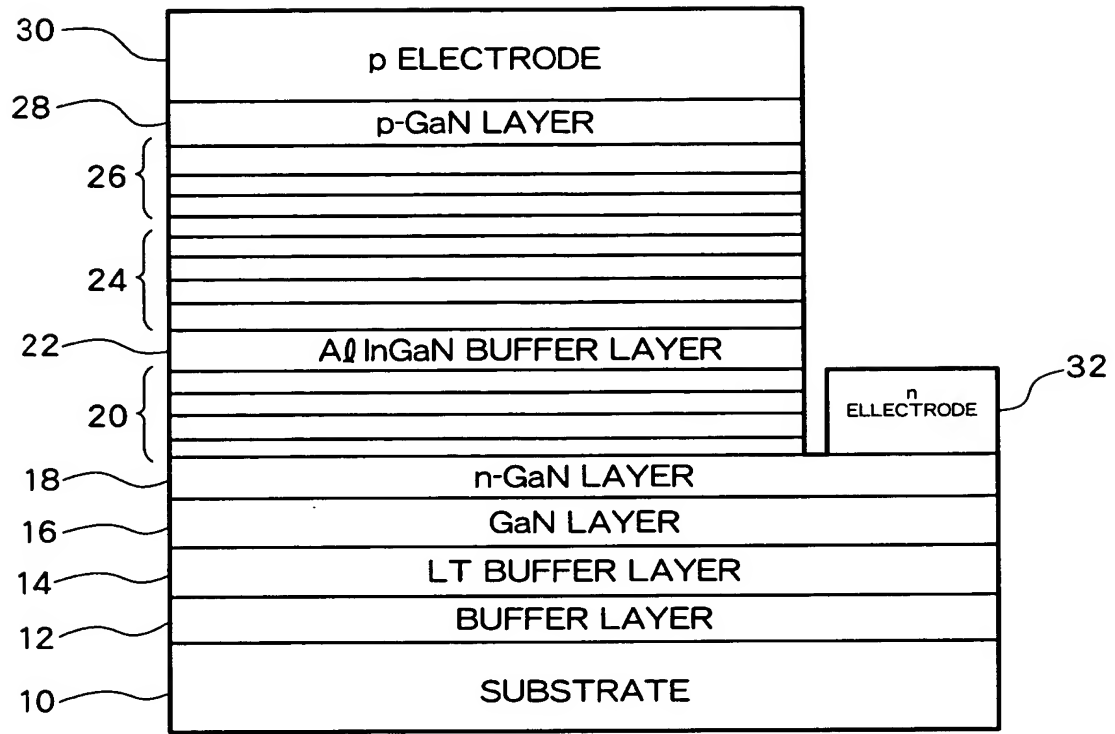 30
p ELECTRODE
28
p-GaN LAYER
26
24
22
AℓInGaN BUFFER LAYER
20
n
ELLECTRODE
32
18
n-GaN LAYER
16
GaN LAYER
14
LT BUFFER LAYER
12
BUFFER LAYER
10
SUBSTRATE